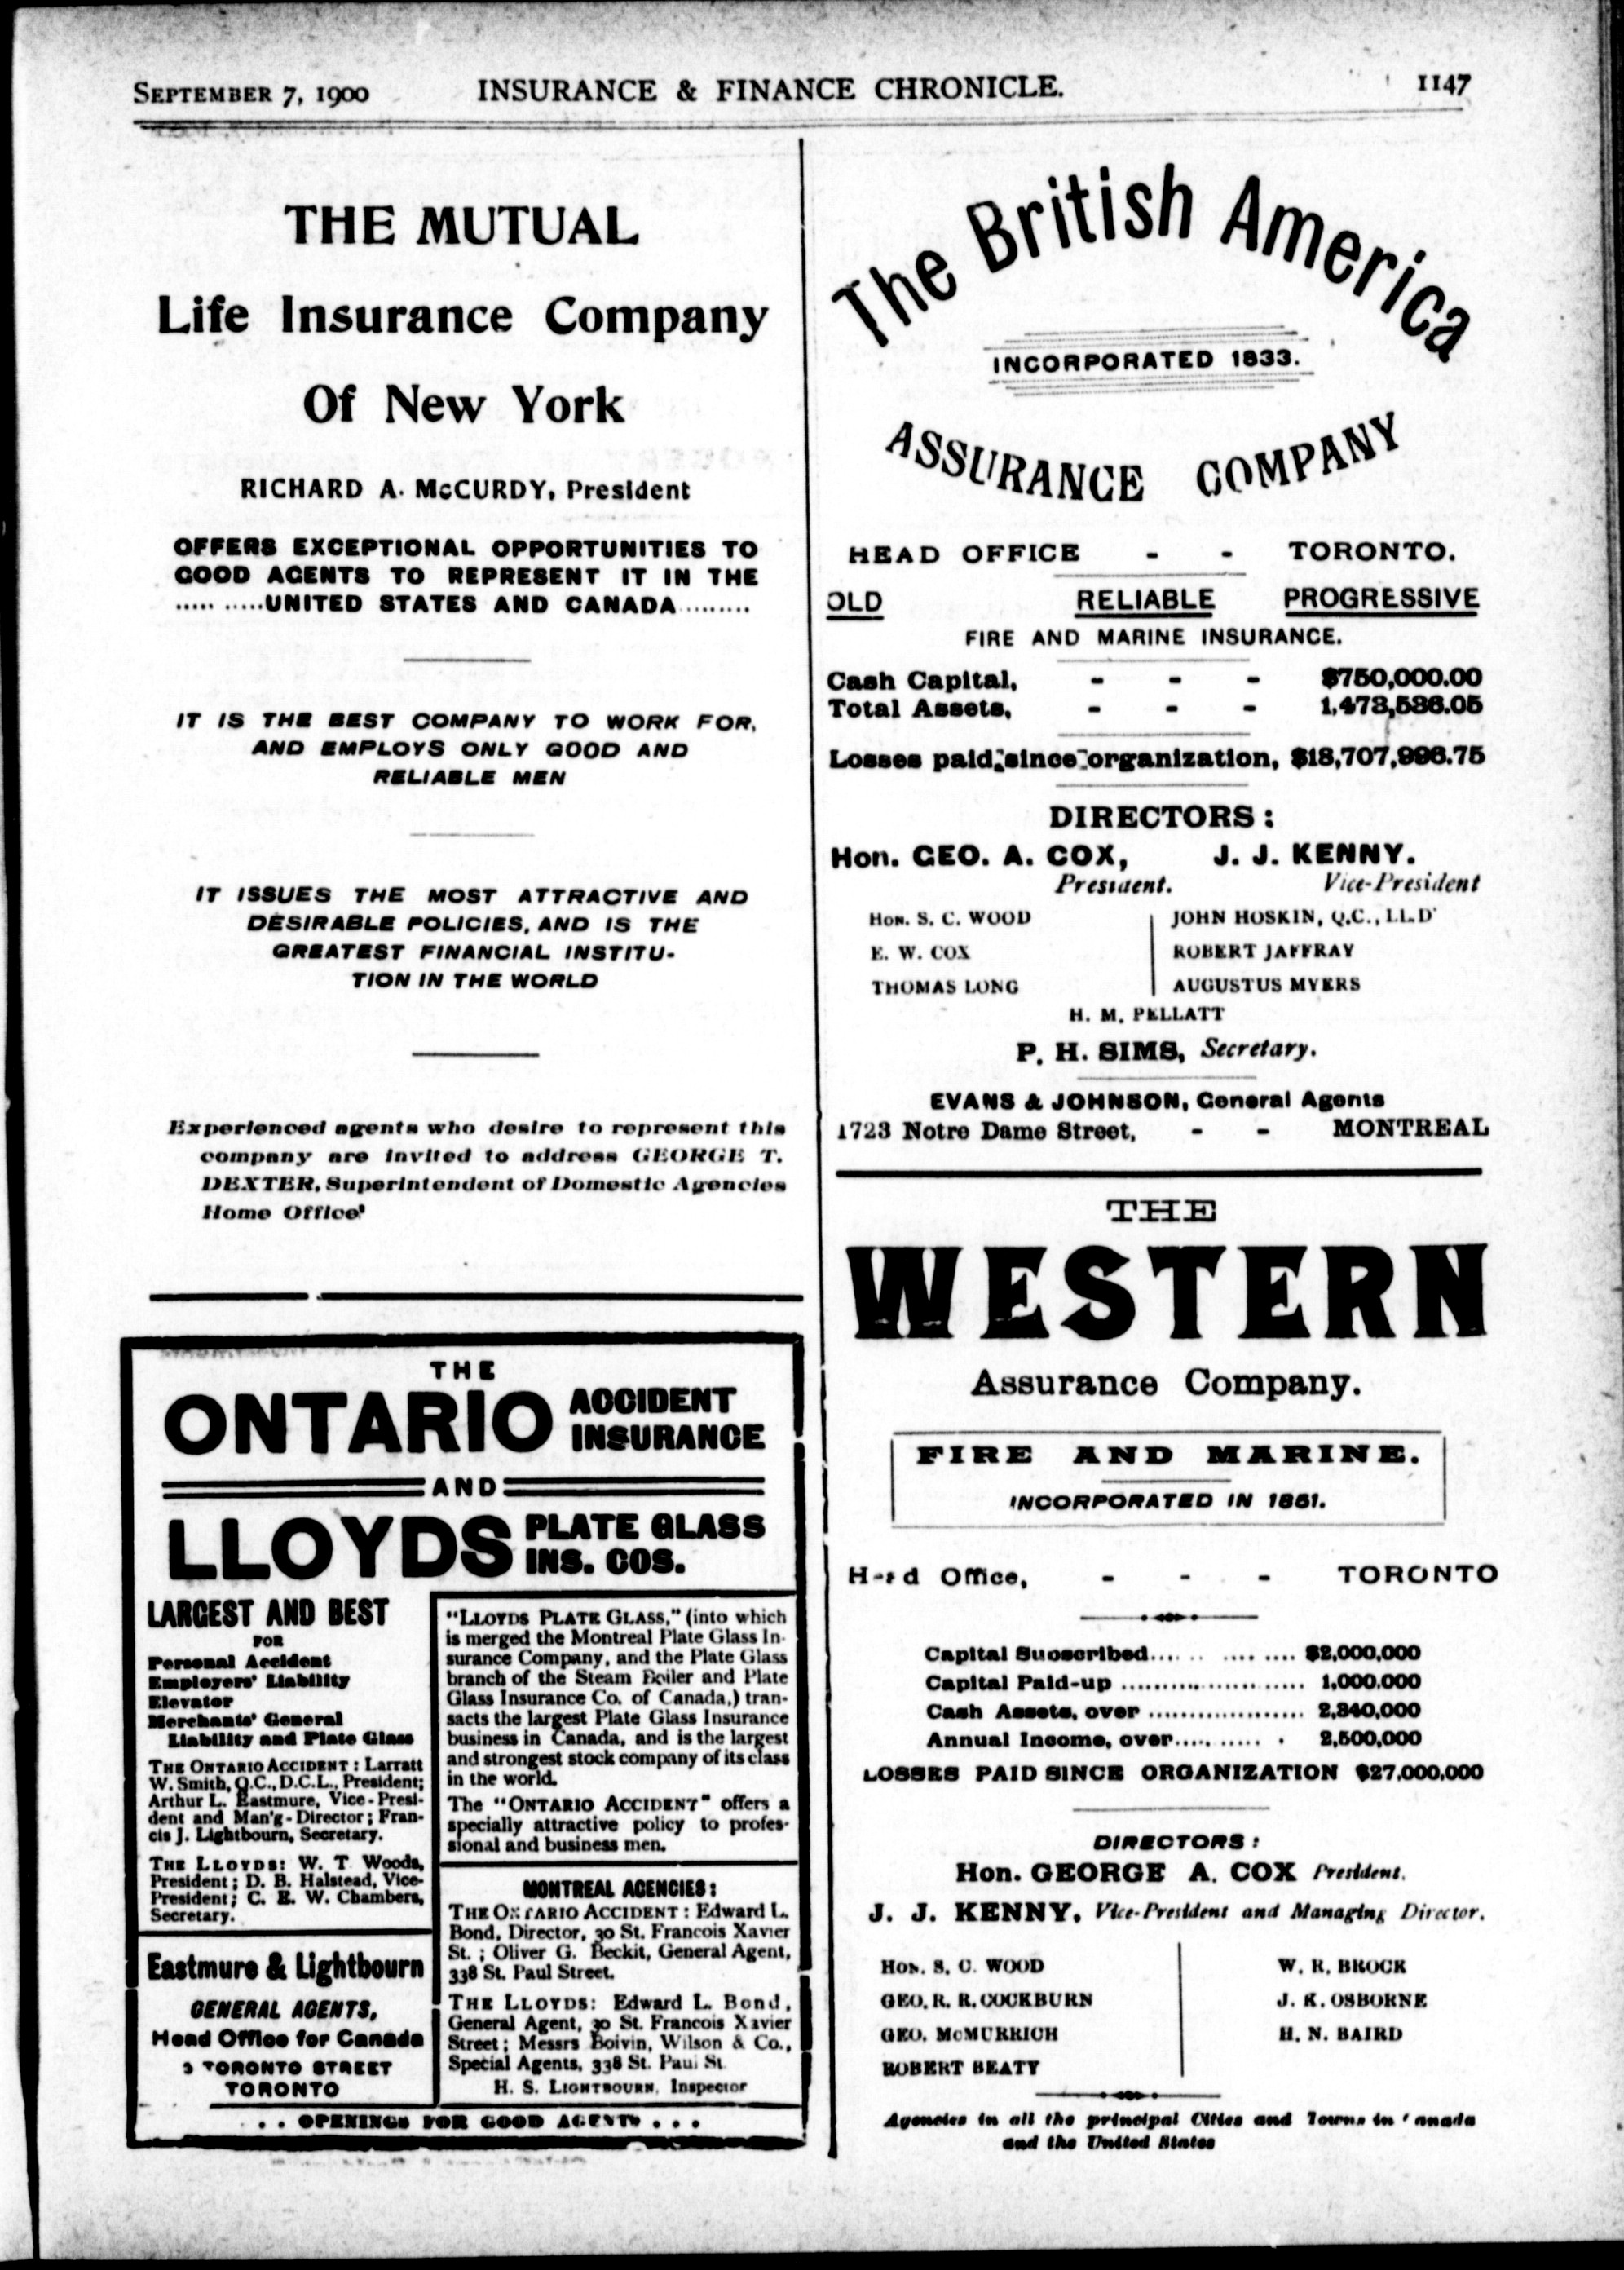 SEPTEMBER 7, 1900 INSURANCE & FINANCE CHRONICLE. 1147
THE MUTUAL
Life Insurance Company
Of New York
RICHARD A. McCURDY, President
OFFERS EXCEPTIONAL OPPORTUNITIES TO
GOOD AGENTS TO REPRESENT IT IN THE
..... .....UNITED STATES AND CANADA.........
IT IS THE BEST COMPANY TO WORK FOR,
AND EMPLOYS ONLY GOOD AND
RELIABLE MEN
IT ISSUES THE MOST ATTRACTIVE AND
DESIRABLE POLICIES, AND IS THE
GREATEST FINANCIAL INSTITU-
TION IN THE WORLD
Experienced agents who desire to represent this
company are invited to address GEORGE T.
DEXTER, Superintendent of Domestic Agencies
Home Office
THE
ONTARIO ACCIDENT
INSURANCE
AND
LLOYDS PLATE GLASS
INS. COS.
LARGEST AND BEST
FOR
Personal Accident
Employers' Liability
Elevator
Merchants' General
Liability and Plate Glass
THE ONTARIO ACCIDENT : Larratt
W. Smith, Q.C., D.C.L., President;
Arthur L. Eastmure, Vice-Presi-
dent and Man'g-Director; Fran-
cis J. Lightbourn, Secretary.
THE LLOYDS: W. T. Woods,
President; D. B. Halstead, Vice-
President; C. E. W. Chambers,
Secretary.
Eastmure & Lightbourn
GENERAL AGENTS,
Head Office for Canada
3 TORONTO STREET
TORONTO
"LLOYDS PLATE GLASS," (into which
is merged the Montreal Plate Glass In-
surance Company, and the Plate Glass
branch of the Steam Boiler and Plate
Glass Insurance Co. of Canada,) tran-
sacts the largest Plate Glass Insurance
business in Canada, and is the largest
and strongest stock company of its class
in the world.
The "ONTARIO ACCIDENT" offers a
specially attractive policy to profes-
sional and business men.
MONTREAL AGENCIES:
THE ONTARIO ACCIDENT : Edward L.
Bond, Director, 30 St. Francois Xavier
St. ; Oliver G. Beckit, General Agent,
338 St. Paul Street.
THE LLOYDS: Edward L. Bond,
General Agent, 30 St. Francois Xavier
Street; Messrs Boivin, Wilson & Co.,
Special Agents, 338 St. Paul St.
H. S. LIGHTBOURN, Inspector
. . OPENINGS FOR GOOD AGENTS . . .
The British America
INCORPORATED 1833.
ASSURANCE COMPANY
HEAD OFFICE - - TORONTO.
OLD RELIABLE PROGRESSIVE
FIRE AND MARINE INSURANCE.
Cash Capital, - - - $750,000.00
Total Assets, - - - 1,473,536.05
Losses paid since organization, $18,707,996.75
DIRECTORS :
Hon. GEO. A. COX, J. J. KENNY.
President. Vice-President
HON. S. C. WOOD JOHN HOSKIN, Q.C., LL.D
E. W. COX ROBERT JAFFRAY
THOMAS LONG AUGUSTUS MYERS
H. M. PELLATT
P. H. SIMS, Secretary.
EVANS & JOHNSON, General Agents
1723 Notre Dame Street, - - MONTREAL
THE
WESTERN
Assurance Company.
FIRE AND MARINE.
INCORPORATED IN 1851.
Head Office, - - - TORONTO
Capital Subscribed.......... $2,000,000
Capital Paid-up .................... 1,000,000
Cash Assets, over .................. 2,340,000
Annual Income, over........... 2,500,000
LOSSES PAID SINCE ORGANIZATION $27,000,000
DIRECTORS :
Hon. GEORGE A. COX President.
J. J. KENNY, Vice-President and Managing Director.
HON. S. C. WOOD W. R. BROCK
GEO. R. R. COCKBURN J. K. OSBORNE
GEO. McMURRICH H. N. BAIRD
ROBERT BEATY
Agencies in all the principal Cities and Towns in Canada
and the United States